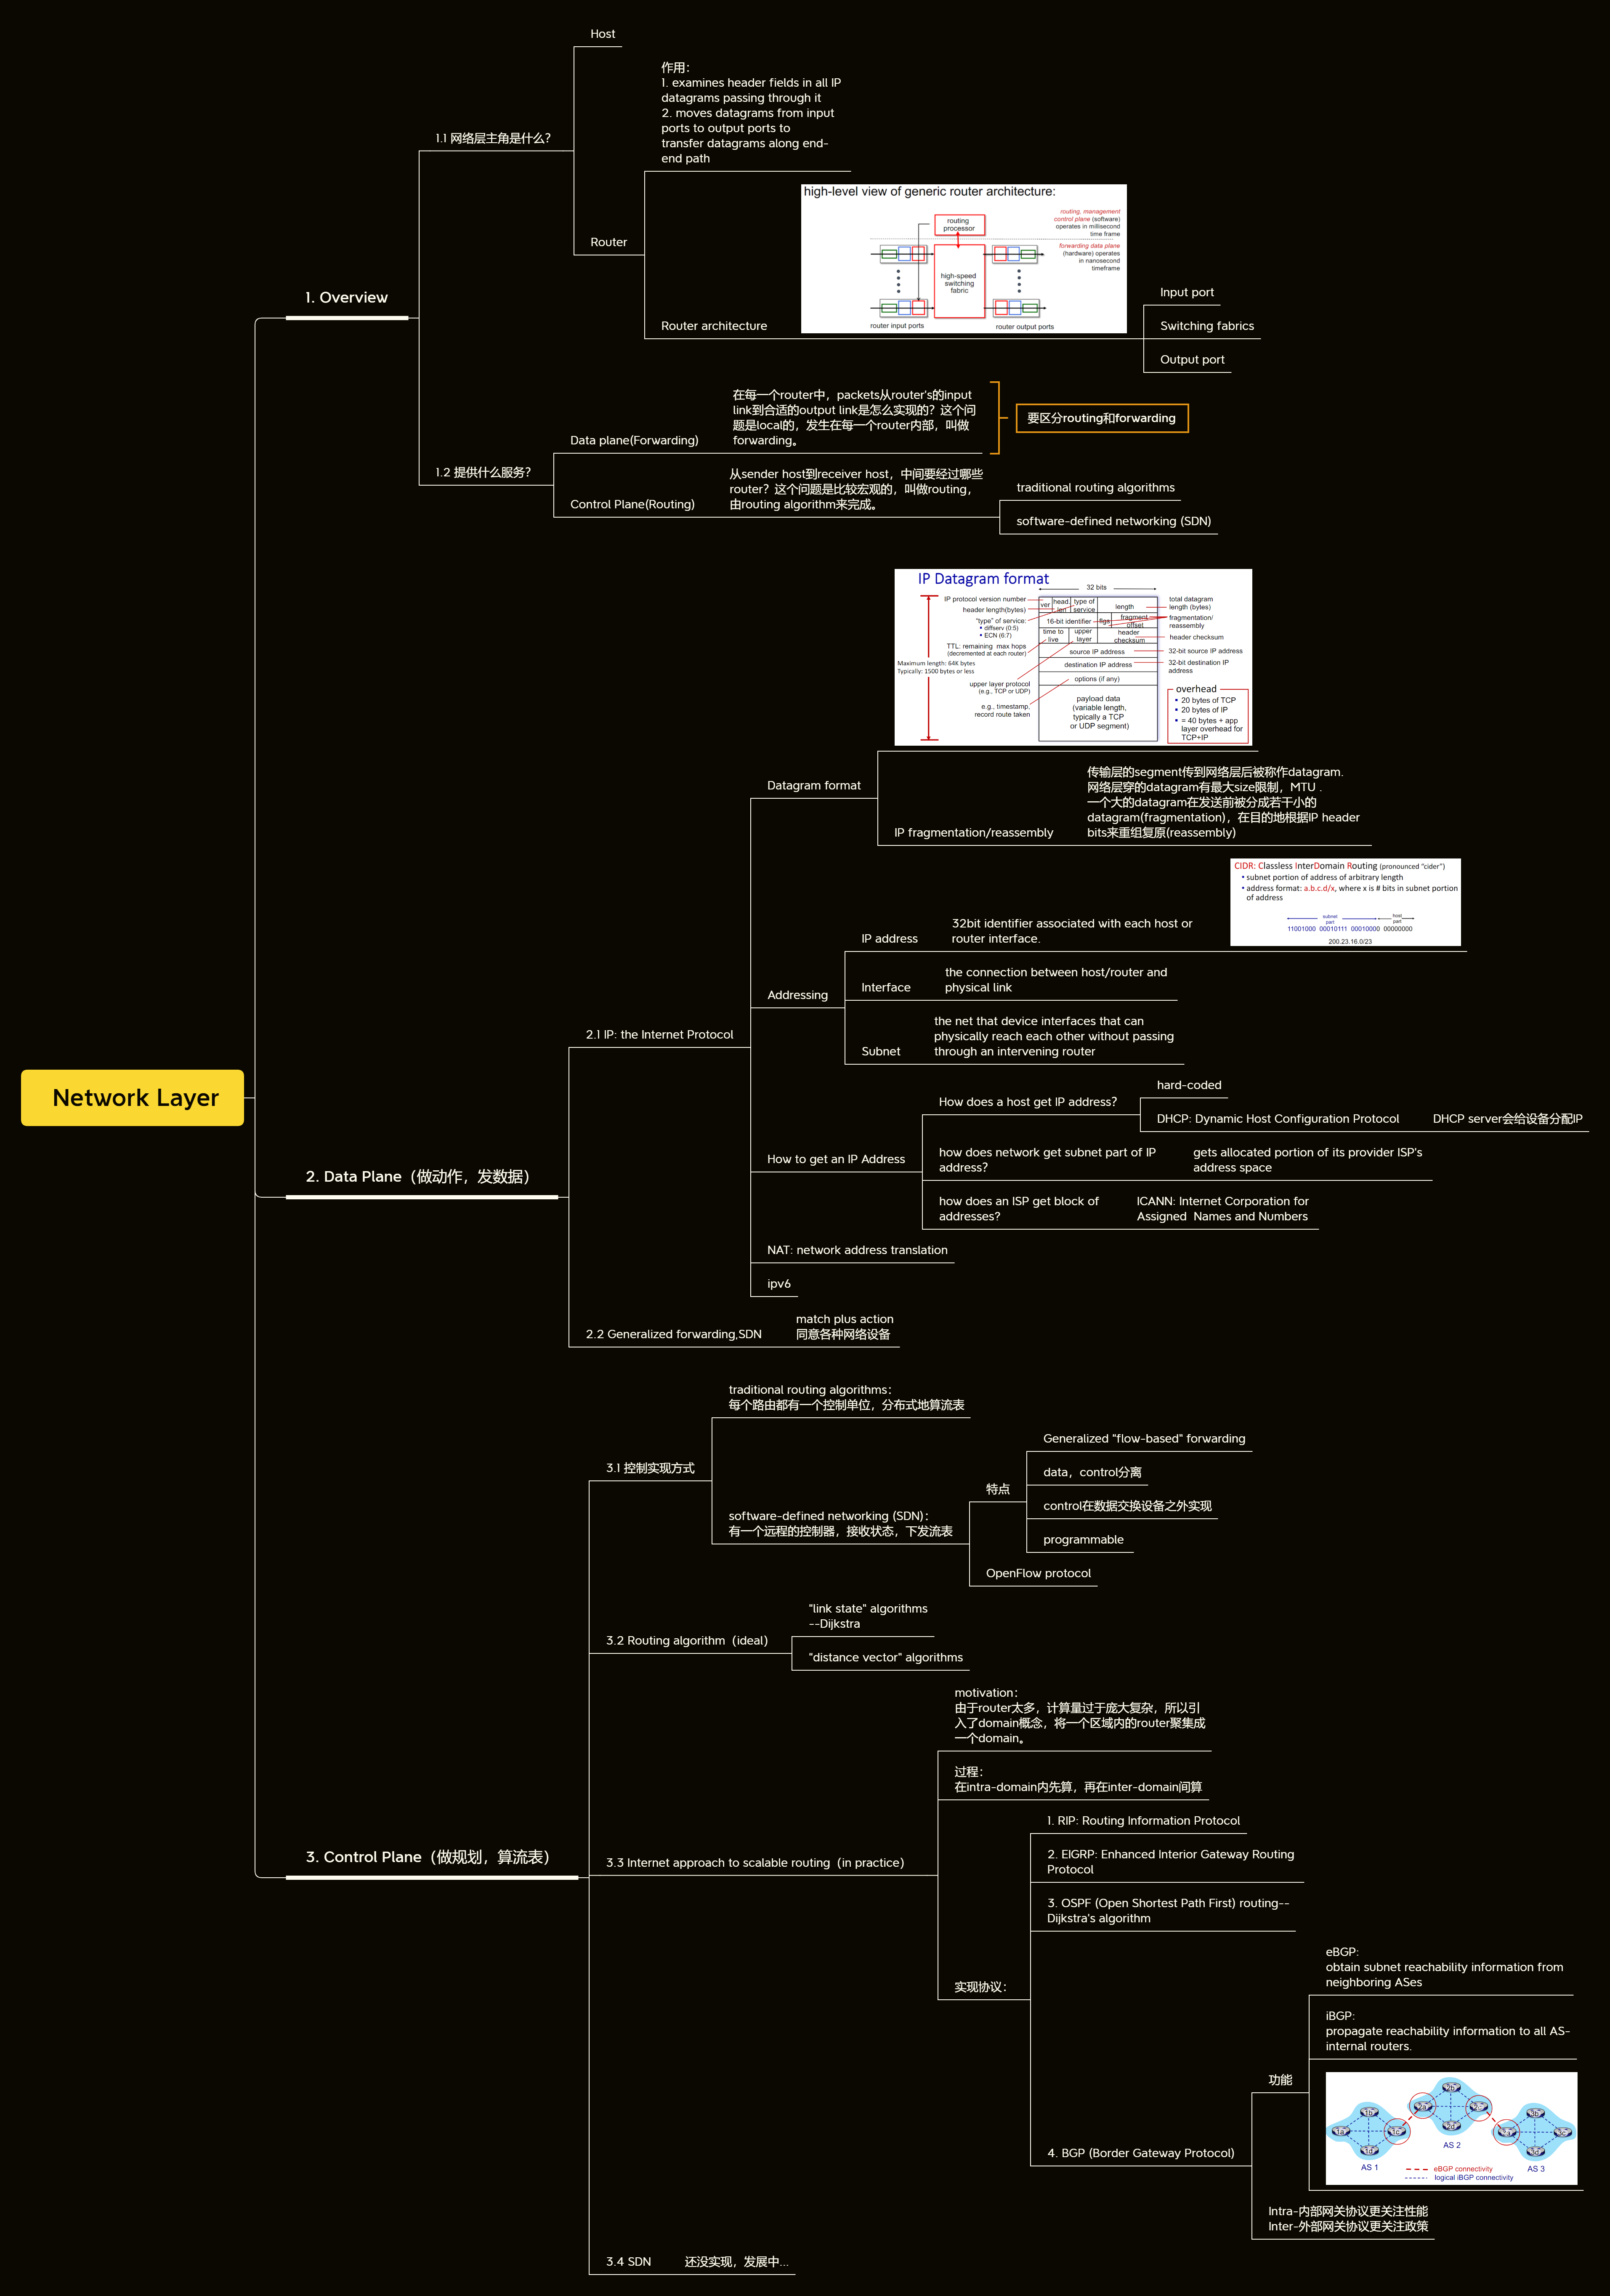 Network Layer
1. Overview
1.1 网络层主角是什么？
Host
Router
作用：
1. examines header fields in all IP
datagrams passing through it
2. moves datagrams from input
ports to output ports to
transfer datagrams along end-
end path
Router architecture
high-level view of generic router architecture:
routing
processor
routing, management
control plane (software)
operates in millisecond
time frame
forwarding data plane
(hardware) operates
in nanosecond
timeframe
high-speed
switching
fabric
router input ports
router output ports
Input port
Switching fabrics
Output port
1.2 提供什么服务？
Data plane(Forwarding)
在每一个router中，packets从router's的input
link到合适的output link是怎么实现的？这个问
题是local的，发生在每一个router内部，叫做
forwarding。
要区分routing和forwarding
Control Plane(Routing)
从sender host到receiver host，中间要经过哪些
router？这个问题是比较宏观的，叫做routing，
由routing algorithm来完成。
traditional routing algorithms
software-defined networking (SDN)
2. Data Plane（做动作，发数据）
2.1 IP: the Internet Protocol
Datagram format
IP Datagram format
32 bits
IP protocol version number
header length(bytes)
"type" of service:
diffserv (0:5)
ECN (6:7)
TTL: remaining max hops
(decremented at each router)
Maximum length: 64K bytes
Typically: 1500 bytes or less
upper layer protocol
(e.g., TCP or UDP)
e.g., timestamp,
record route taken
ver
head.
len
type of
service
length
16-bit identifier
flgs
fragment
offset
time to
live
upper
layer
header
checksum
source IP address
destination IP address
options (if any)
payload data
(variable length,
typically a TCP
or UDP segment)
total datagram
length (bytes)
fragmentation/
reassembly
header checksum
32-bit source IP address
32-bit destination IP
address
overhead
20 bytes of TCP
20 bytes of IP
= 40 bytes + app
layer overhead for
TCP+IP
IP fragmentation/reassembly
传输层的segment传到网络层后被称作datagram.
网络层穿的datagram有最大size限制，MTU .
一个大的datagram在发送前被分成若干小的
datagram(fragmentation)，在目的地根据IP header
bits来重组复原(reassembly)
Addressing
IP address
32bit identifier associated with each host or
router interface.
CIDR: Classless InterDomain Routing (pronounced "cider")
• subnet portion of address of arbitrary length
• address format: a.b.c.d/x, where x is # bits in subnet portion
of address
subnet
part
host
part
11001000 00010111 00010000 00000000
200.23.16.0/23
Interface
the connection between host/router and
physical link
Subnet
the net that device interfaces that can
physically reach each other without passing
through an intervening router
How to get an IP Address
How does a host get IP address?
hard-coded
DHCP: Dynamic Host Configuration Protocol
DHCP server会给设备分配IP
how does network get subnet part of IP
address?
gets allocated portion of its provider ISP's
address space
how does an ISP get block of
addresses?
ICANN: Internet Corporation for
Assigned  Names and Numbers
NAT: network address translation
ipv6
2.2 Generalized forwarding,SDN
match plus action
同意各种网络设备
3. Control Plane（做规划，算流表）
3.1 控制实现方式
traditional routing algorithms：
每个路由都有一个控制单位，分布式地算流表
software-defined networking (SDN)：
有一个远程的控制器，接收状态，下发流表
特点
Generalized "flow-based" forwarding
data，control分离
control在数据交换设备之外实现
programmable
OpenFlow protocol
3.2 Routing algorithm（ideal）
"link state" algorithms
--Dijkstra
"distance vector" algorithms
3.3 Internet approach to scalable routing（in practice）
motivation：
由于router太多，计算量过于庞大复杂，所以引
入了domain概念，将一个区域内的router聚集成
一个domain。
过程：
在intra-domain内先算，再在inter-domain间算
实现协议：
1. RIP: Routing Information Protocol
2. EIGRP: Enhanced Interior Gateway Routing
Protocol
3. OSPF (Open Shortest Path First) routing--
Dijkstra's algorithm
4. BGP (Border Gateway Protocol)
功能
eBGP:
obtain subnet reachability information from
neighboring ASes
iBGP:
propagate reachability information to all AS-
internal routers.
1b
1a
1c
1d
AS 1
2b
2a
2c
2d
AS 2
3b
3a
3c
3d
AS 3
eBGP connectivity
logical iBGP connectivity
Intra-内部网关协议更关注性能
Inter-外部网关协议更关注政策
3.4 SDN
还没实现，发展中...